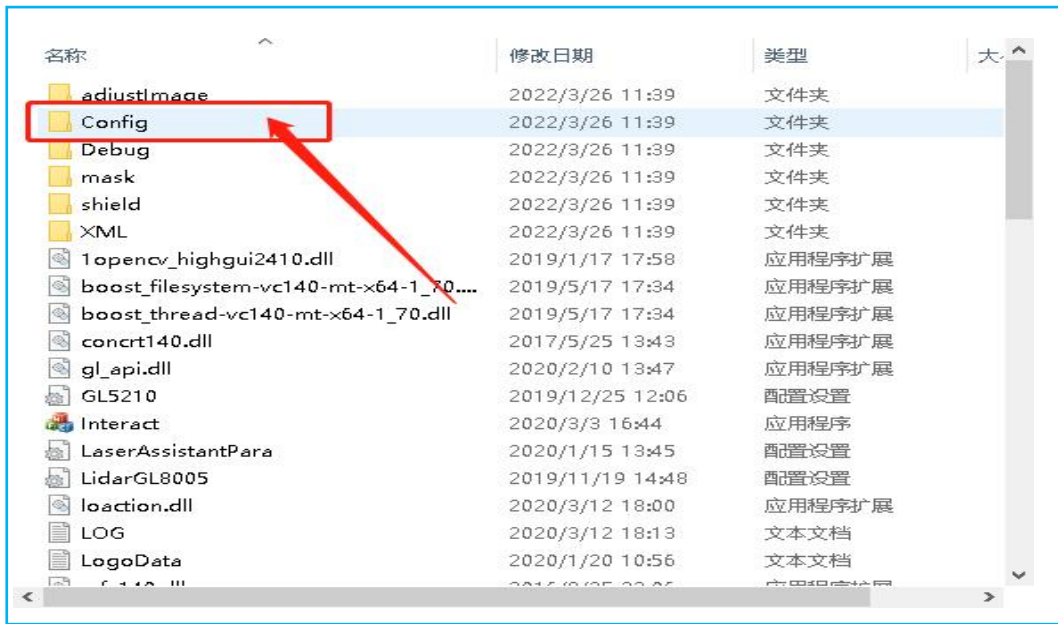 名称 修改日期 类型 大
adjustImage 2022/3/26 11:39 文件夹
Config 2022/3/26 11:39 文件夹
Debug 2022/3/26 11:39 文件夹
mask 2022/3/26 11:39 文件夹
shield 2022/3/26 11:39 文件夹
XML 2022/3/26 11:39 文件夹
1opencv_highgui2410.dll 2019/1/17 17:58 应用程序扩展
boost_filesystem-vc140-mt-x64-1_70.... 2019/5/17 17:34 应用程序扩展
boost_thread-vc140-mt-x64-1_70.dll 2019/5/17 17:34 应用程序扩展
concrt140.dll 2017/5/25 13:43 应用程序扩展
gl_api.dll 2020/2/10 13:47 应用程序扩展
GL5210 2019/12/25 12:06 配置设置
Interact 2020/3/3 16:44 应用程序
LaserAssistantPara 2020/1/15 13:45 配置设置
LidarGL8005 2019/11/19 14:48 配置设置
loaction.dll 2020/3/12 18:00 应用程序扩展
LOG 2020/3/12 18:13 文本文档
LogoData 2020/1/20 10:56 文本文档